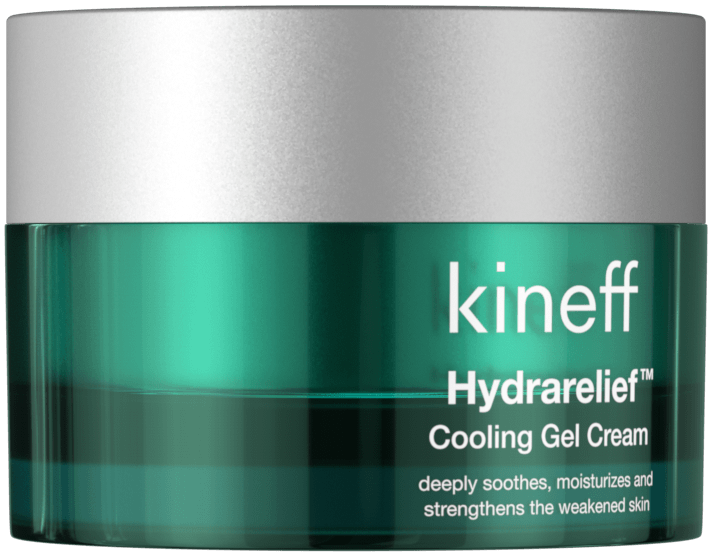 kineff
Hydrarelief™
Cooling Gel Cream
deeply soothes, moisturizes and
strengthens the weakened skin